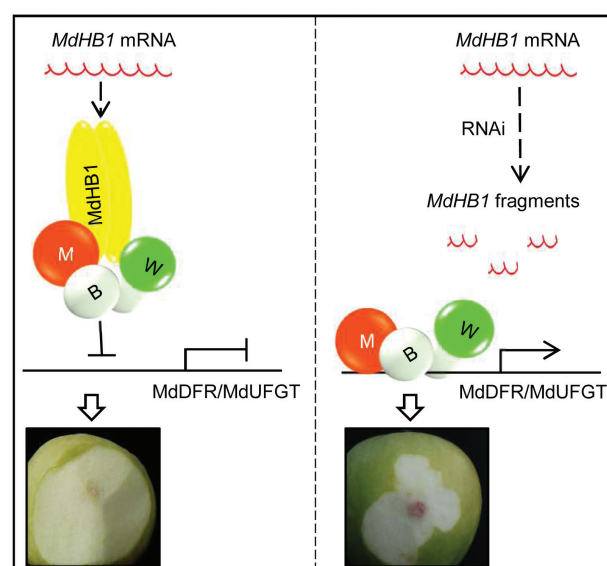 MdHB1 mRNA
MdHB1
M
B
W
MdDFR/MdUFGT
MdHB1 mRNA
RNAi
MdHB1 fragments
M
B
W
MdDFR/MdUFGT